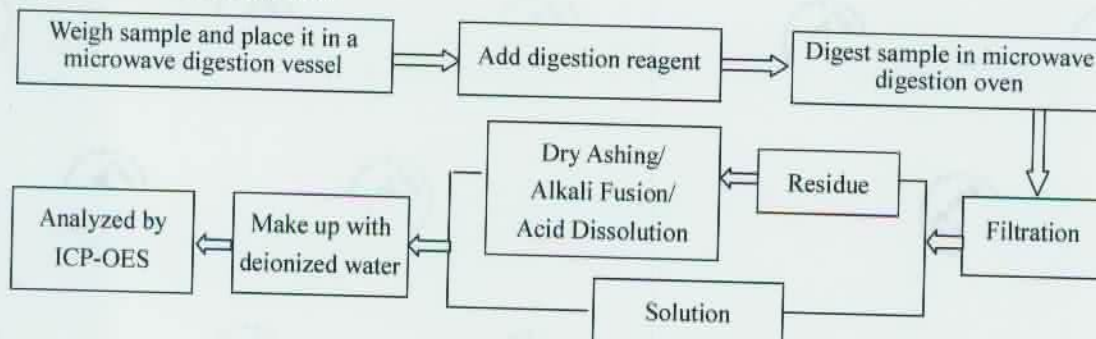 Weigh sample and place it in a
microwave digestion vessel
Add digestion reagent
Digest sample in microwave
digestion oven
Filtration
Residue
Dry Ashing/
Alkali Fusion/
Acid Dissolution
Solution
Make up with
deionized water
Analyzed by
ICP-OES